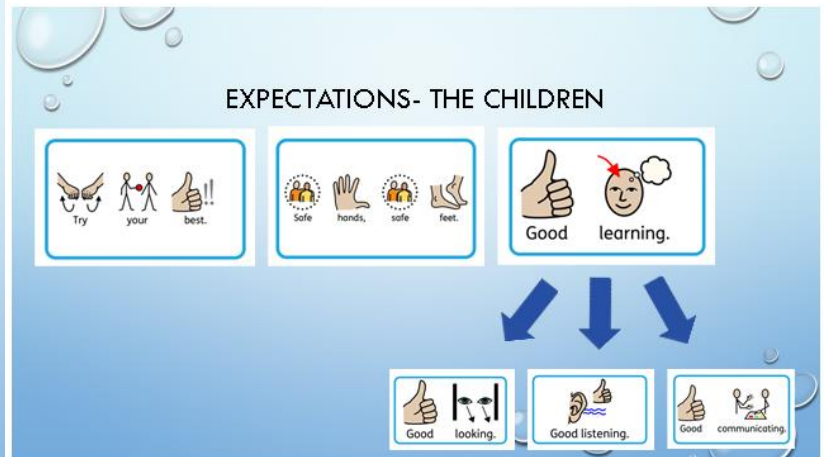 EXPECTATIONS- THE CHILDREN
Try your best.
Safe hands, safe feet.
Good learning.
Good looking.
Good listening.
Good communicating.